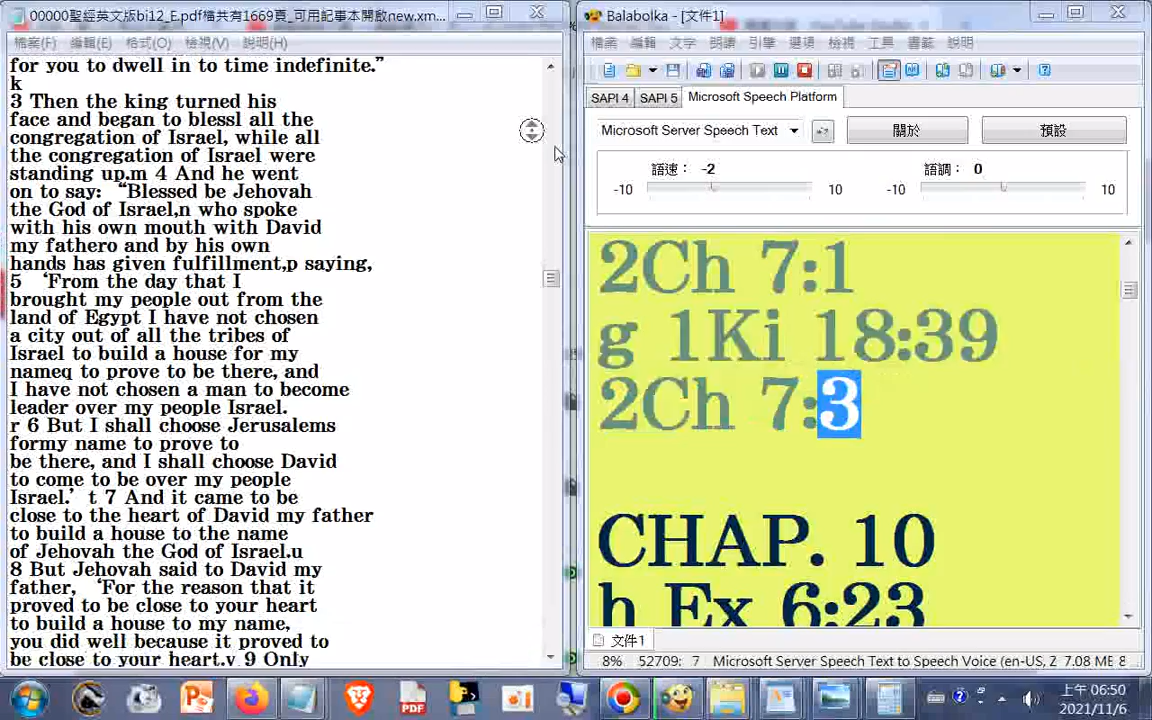 00000聖經英文版bi12_E.pdf檔共有1669頁_可用記事本開啟new.xm...
檔案(F) 編輯(E) 格式(O) 檢視(V) 說明(H)
for you to dwell in to time indefinite.”
k
3 Then the king turned his
face and began to blessl all the
congregation of Israel, while all
the congregation of Israel were
standing up.m 4 And he went
on to say: “Blessed be Jehovah
the God of Israel,n who spoke
with his own mouth with David
my fathero and by his own
hands has given fulfillment,p saying,
5 ‘From the day that I
brought my people out from the
land of Egypt I have not chosen
a city out of all the tribes of
Israel to build a house for my
nameq to prove to be there, and
I have not chosen a man to become
leader over my people Israel.
r 6 But I shall choose Jerusalems
formy name to prove to
be there, and I shall choose David
to come to be over my people
Israel.’ t 7 And it came to be
close to the heart of David my father
to build a house to the name
of Jehovah the God of Israel.u
8 But Jehovah said to David my
father, ‘For the reason that it
proved to be close to your heart
to build a house to my name,
you did well because it proved to
be close to your heart.v 9 Only
Balabolka - [文件1]
檔案 編輯 文字 朗讀 引擎 選項 檢視 工具 書籤 說明
SAPI 4 SAPI 5 Microsoft Speech Platform
Microsoft Server Speech Text 關於 預設
語速: -2 語調: 0
-10 10 -10 10
2Ch 7:1
g 1Ki 18:39
2Ch 7:3
CHAP. 10
h Ex 6:23
文件1
8% 52709: 7 Microsoft Server Speech Text to Speech Voice (en-US, 2 7.08 ME 8
上午 06:50
2021/11/6